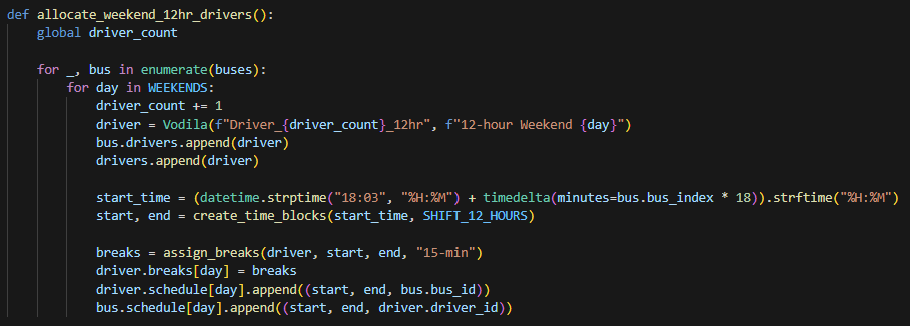 def allocate_weekend_12hr_drivers():
    global driver_count

    for _, bus in enumerate(buses):
        for day in WEEKENDS:
            driver_count += 1
            driver = Vodila(f"Driver_{driver_count}_12hr", f"12-hour Weekend {day}")
            bus.drivers.append(driver)
            drivers.append(driver)

            start_time = (datetime.strptime("18:03", "%H:%M") + timedelta(minutes=bus.bus_index * 18)).strftime("%H:%M")
            start, end = create_time_blocks(start_time, SHIFT_12_HOURS)

            breaks = assign_breaks(driver, start, end, "15-min")
            driver.breaks[day] = breaks
            driver.schedule[day].append((start, end, bus.bus_id))
            bus.schedule[day].append((start, end, driver.driver_id))